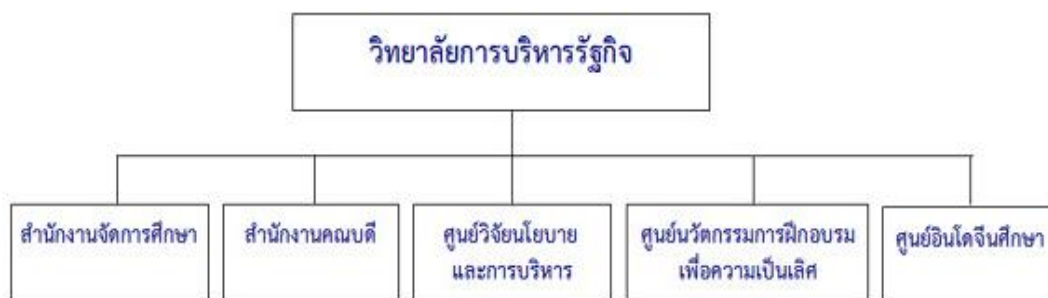 วิทยาลัยการบริหารรัฐกิจ
สำนักงานจัดการศึกษา
สำนักงานคณบดี
ศูนย์วิจัยนโยบาย
และการบริหาร
ศูนย์นวัตกรรมการฝึกอบรม
เพื่อความเป็นเลิศ
ศูนย์อินโดจีนศึกษา